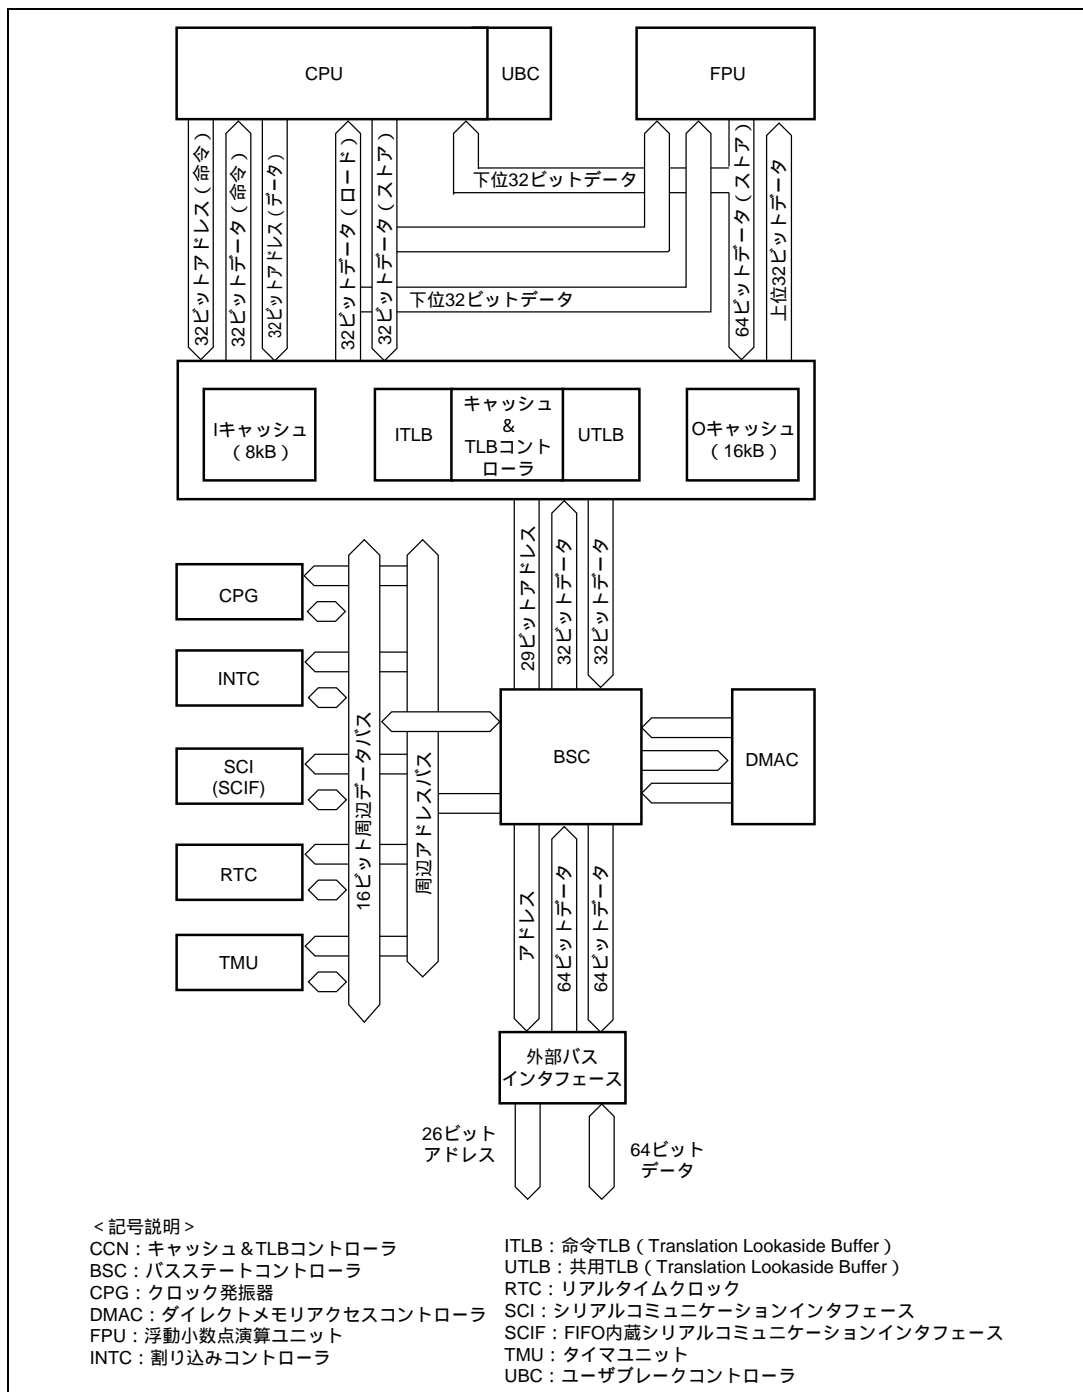 CPU
UBC
FPU
32ビットアドレス(命令)
32ビットデータ(命令)
32ビットアドレス(データ)
32ビットデータ(ロード)
32ビットデータ(ストア)
下位32ビットデータ
下位32ビットデータ
64ビットデータ(ストア)
上位32ビットデータ
Iキャッシュ
(8kB)
ITLB
キャッシュ
&
TLBコント
ローラ
UTLB
Oキャッシュ
(16kB)
29ビットアドレス
32ビットデータ
32ビットデータ
CPG
INTC
SCI
(SCIF)
RTC
TMU
16ビット周辺データバス
周辺アドレスバス
BSC
DMAC
アドレス
64ビットデータ
64ビットデータ
外部バス
インタフェース
26ビット
アドレス
64ビット
データ
<記号説明>
CCN:キャッシュ&TLBコントローラ
BSC:バスステートコントローラ
CPG:クロック発振器
DMAC:ダイレクトメモリアクセスコントローラ
FPU:浮動小数点演算ユニット
INTC:割り込みコントローラ
ITLB:命令TLB(Translation Lookaside Buffer)
UTLB:共用TLB(Translation Lookaside Buffer)
RTC:リアルタイムクロック
SCI:シリアルコミュニケーションインタフェース
SCIF:FIFO内蔵シリアルコミュニケーションインタフェース
TMU:タイマユニット
UBC:ユーザブレークコントローラ